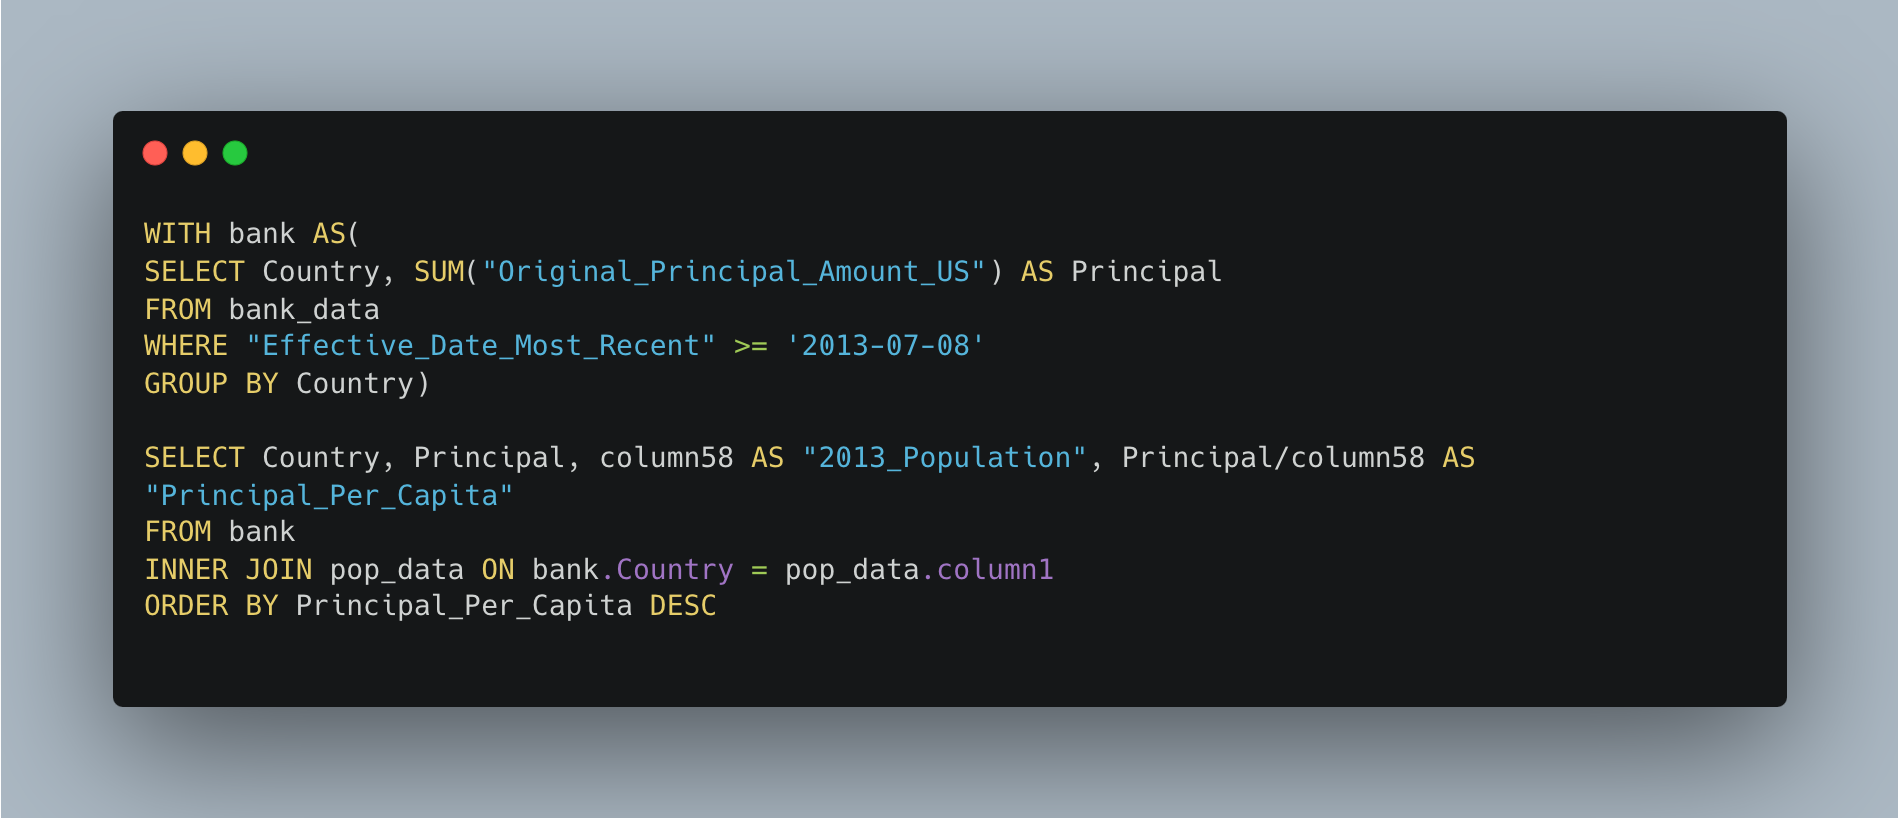 WITH bank AS(
SELECT Country, SUM("Original_Principal_Amount_US") AS Principal
FROM bank_data
WHERE "Effective_Date_Most_Recent" >= '2013-07-08'
GROUP BY Country)
SELECT Country, Principal, column58 AS "2013_Population", Principal/column58 AS
"Principal_Per_Capita"
FROM bank
INNER JOIN pop_data ON bank.Country = pop_data.column1
ORDER BY Principal_Per_Capita DESC